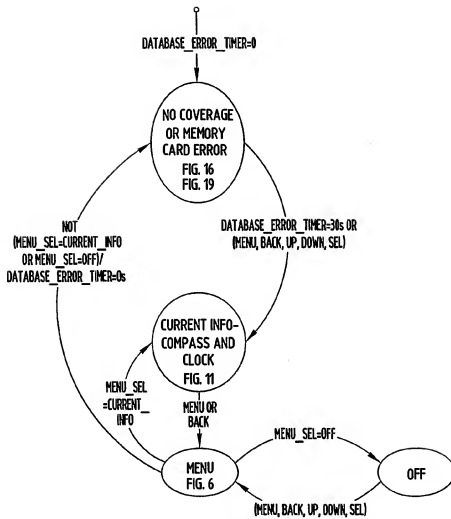 DATABASE_ERROR_TIMER=0
NO COVERAGE
OR MEMORY
CARD ERROR
FIG. 16
FIG. 19
NOT
(MENU_SEL=CURRENT_INFO
OR MENU_SEL=OFF)/
DATABASE_ERROR_TIMER=0s
DATABASE_ERROR_TIMER=30s OR
(MENU, BACK, UP, DOWN, SEL)
CURRENT INFO-
COMPASS AND
CLOCK
FIG. 11
MENU_SEL
=CURRENT_
INFO
MENU OR
BACK
MENU_SEL=OFF
MENU
FIG. 6
OFF
(MENU, BACK, UP, DOWN, SEL)